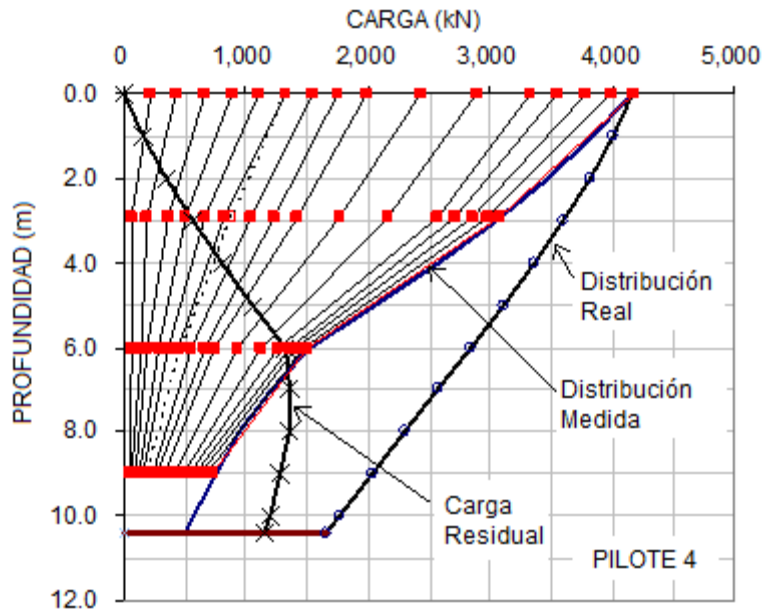 CARGA (kN)
0 1,000 2,000 3,000 4,000 5,000
0.0
2.0
4.0
6.0
8.0
10.0
12.0
PROFUNDIDAD (m)
Distribución
Real
Distribución
Medida
Carga
Residual
PILOTE 4